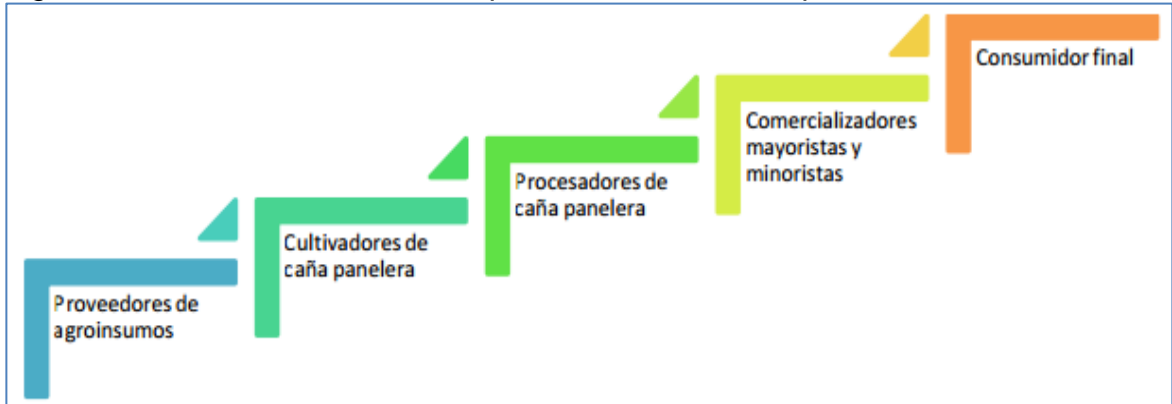 Proveedores de
agroinsumos
Cultivadores de
caña panelera
Procesadores de
caña panelera
Comercializadores
mayoristas y
minoristas
Consumidor final